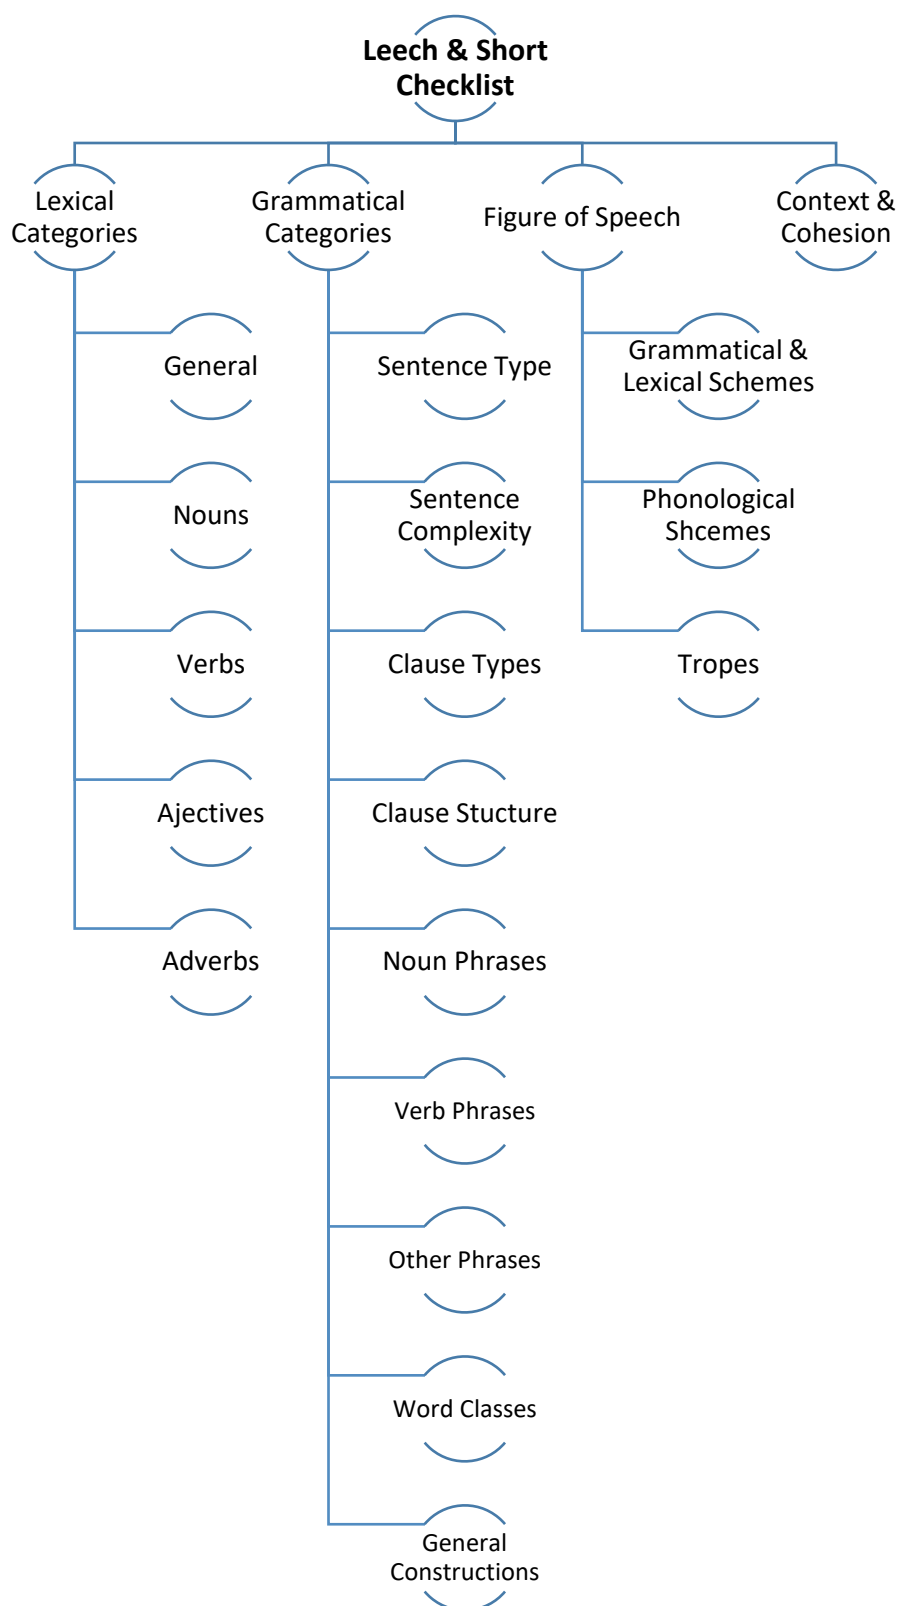 Leech & Short
Checklist
Lexical
Categories
General
Nouns
Verbs
Ajectives
Adverbs
Grammatical
Categories
Sentence Type
Sentence
Complexity
Clause Types
Clause Stucture
Noun Phrases
Verb Phrases
Other Phrases
Word Classes
General
Constructions
Figure of Speech
Grammatical &
Lexical Schemes
Phonological
Shcemes
Tropes
Context &
Cohesion